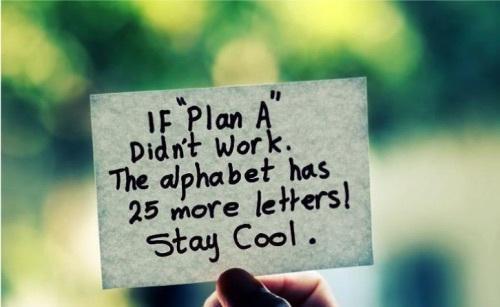 IF "Plan A"
Didn't Work.
The alphabet has
25 more letters!
Stay Cool.